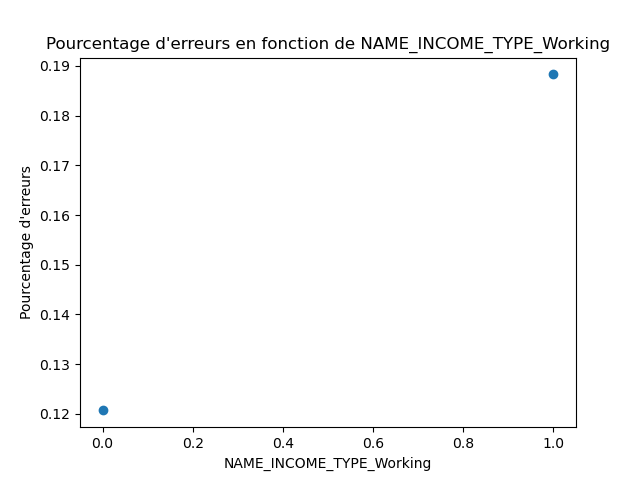 Pourcentage d'erreurs en fonction de NAME_INCOME_TYPE_Working
0.19
0.18
0.17
0.16
0.15
0.14
0.13
0.12
Pourcentage d'erreurs
0.0 0.2 0.4 0.6 0.8 1.0
NAME_INCOME_TYPE_Working